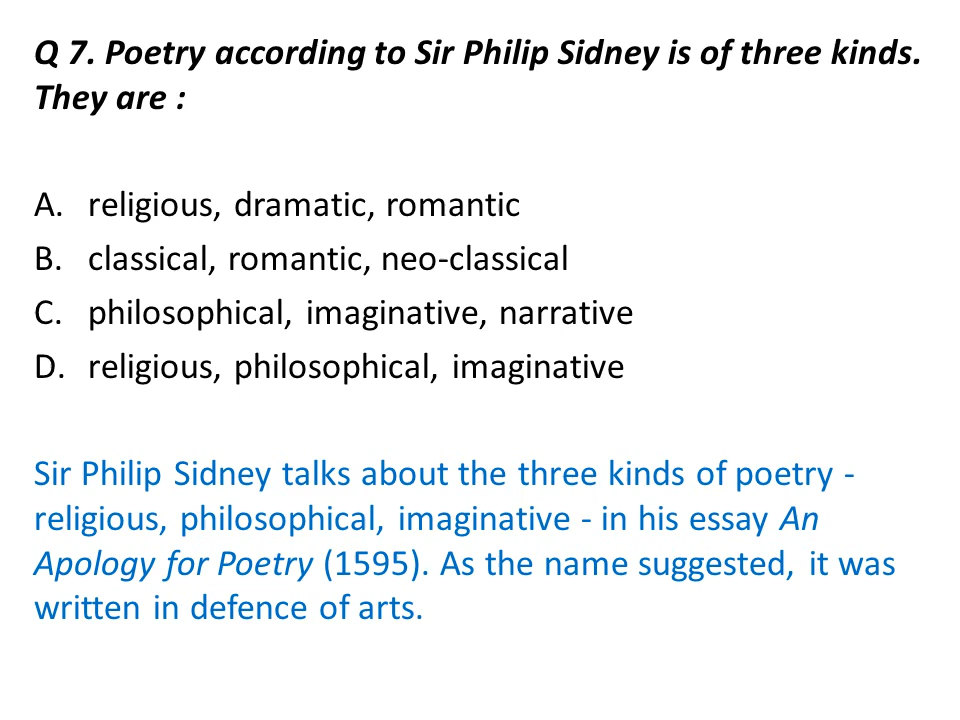 Q 7. Poetry according to Sir Philip Sidney is of three kinds.
They are :
A. religious, dramatic, romantic
B. classical, romantic, neo-classical
C. philosophical, imaginative, narrative
D. religious, philosophical, imaginative
Sir Philip Sidney talks about the three kinds of poetry -
religious, philosophical, imaginative - in his essay An
Apology for Poetry (1595). As the name suggested, it was
written in defence of arts.